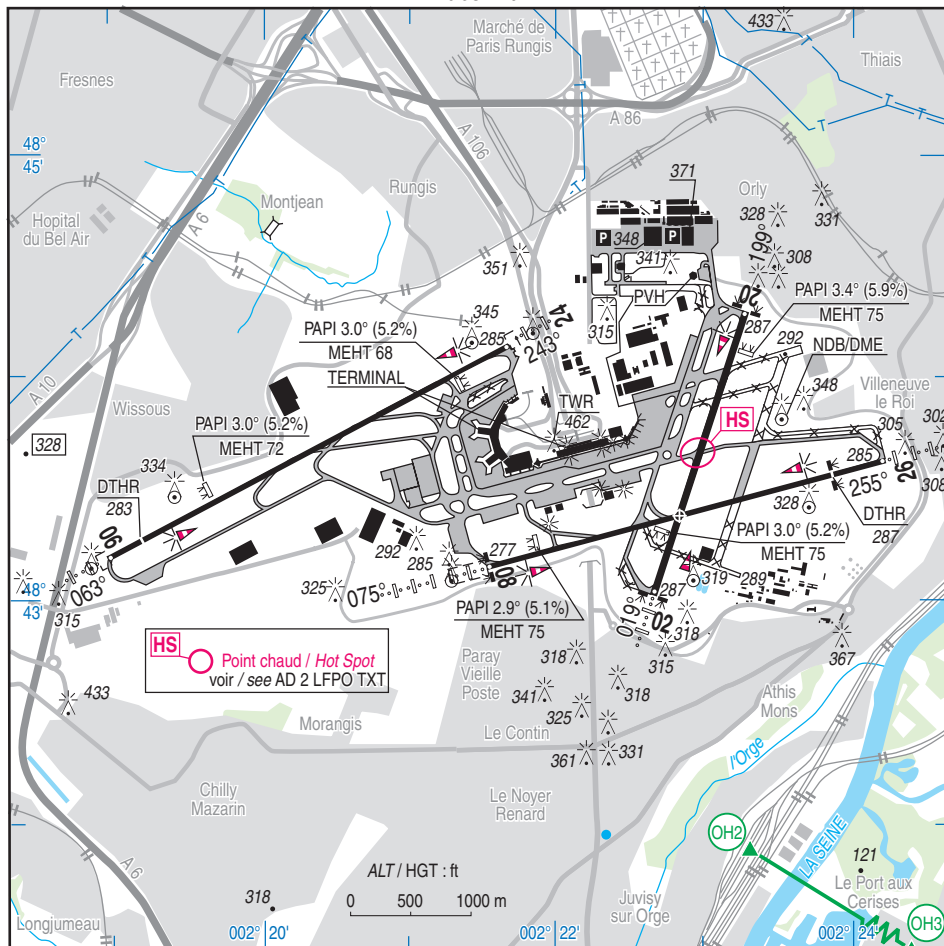 433
Marché de
Paris Rungis
Fresnes
Thiais
A 86
48°
45'
A 106
371
Rungis
Orly
Montjean
Hopital
du Bel Air
A 6
328
331
P 348 P
341
308
199°
351
PVH
20
PAPI 3.4° (5.9%)
MEHT 75
345
285
24
243°
315
287
292
NDB/DME
PAPI 3.0° (5.2%)
MEHT 68
TERMINAL
A 10
Wissous
TWR
462
348
Villeneuve
le Roi
HS
PAPI 3.0° (5.2%)
MEHT 72
305
302
328
334
285
26
308
255°
DTHR
283
328
DTHR
287
06
063°
292
285
277
08
075°
325
PAPI 3.0° (5.2%)
MEHT 75
319
289
48°
43'
315
PAPI 2.9° (5.1%)
MEHT 75
287
019°
02
318
315
367
HS
Point chaud / Hot Spot
voir / see AD 2 LFPO TXT
Paray
Vieille
Poste
318
341
318
325
433
Morangis
Le Contin
361
331
Athis
Mons
l'Orge
Chilly
Mazarin
Le Noyer
Renard
LA SEINE
OH2
A 6
ALT / HGT : ft
121
Le Port aux
Cerises
318
0 500 1000 m
Juvisy
sur Orge
OH3
Longjumeau
002° 20'
002° 22'
002° 24'
T
T
T
T
T
T
T